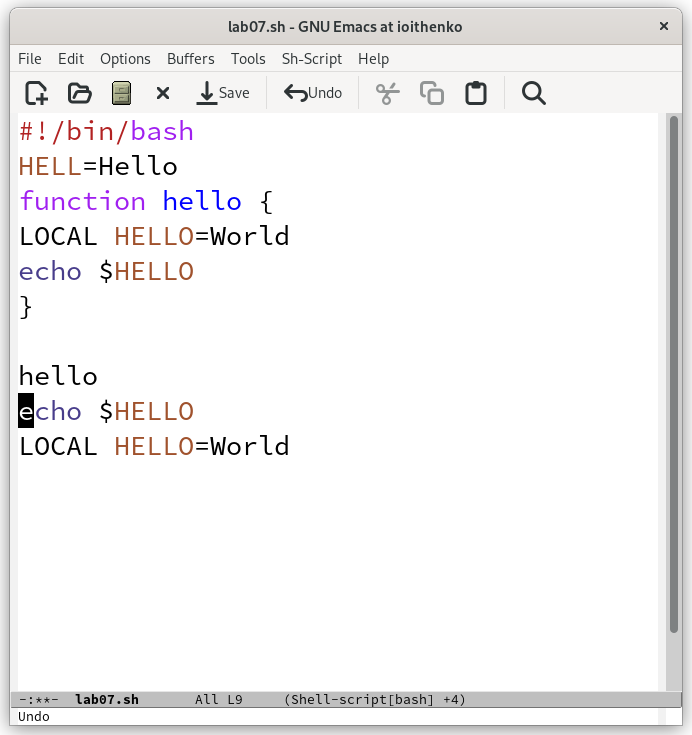 lab07.sh - GNU Emacs at ioithenko ×
File Edit Options Buffers Tools Sh-Script Help
Save Undo
#!/bin/bash
HELL=Hello
function hello {
LOCAL HELLO=World
echo $HELLO
}
hello
echo $HELLO
LOCAL HELLO=World
-:**- lab07.sh All L9 (Shell-script[bash] +4)
Undo